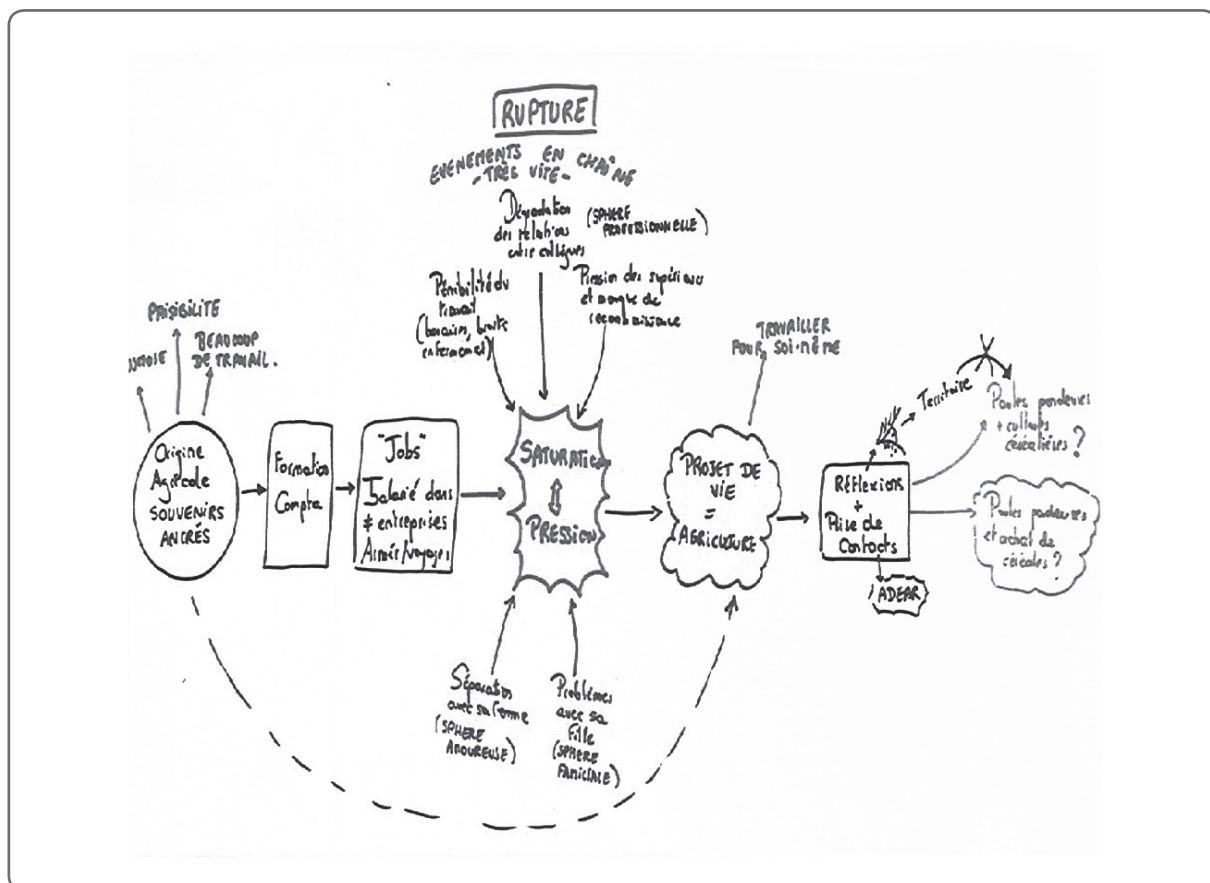 RUPTURE
EVENEMENTS EN CHAÎNE
- TRÈS VITE -
Dégradation
des relations
entre collègues
(SPHERE
PROFESSIONNELLE)
Pénibilité du
travail
(horaires, bruits
enfermement)
Pression des supérieurs
et manque de
reconnaissance
PAISIBILITE
BEAUCOUP
DE TRAVAIL.
Origine
Agricole
SOUVENIRS
ANCRÉS
Formation
Compta
"Jobs"
Salarié dans
≠ entreprises
Armée/voyages
SATURATION
PRESSION
Séparation
avec sa femme
(SPHERE
AMOUREUSE)
Problèmes
avec sa
fille
(SPHERE
FAMILIALE)
TRAVAILLER
POUR SOI-MÊME
PROJET DE
VIE
=
AGRICULTURE
RÉFLEXIONS
+
Prise de
Contacts
Territoire
ADEAR
Poules pondeuses
+ cultures
céréalières ?
Poules pondeuses
et achat de
céréales ?